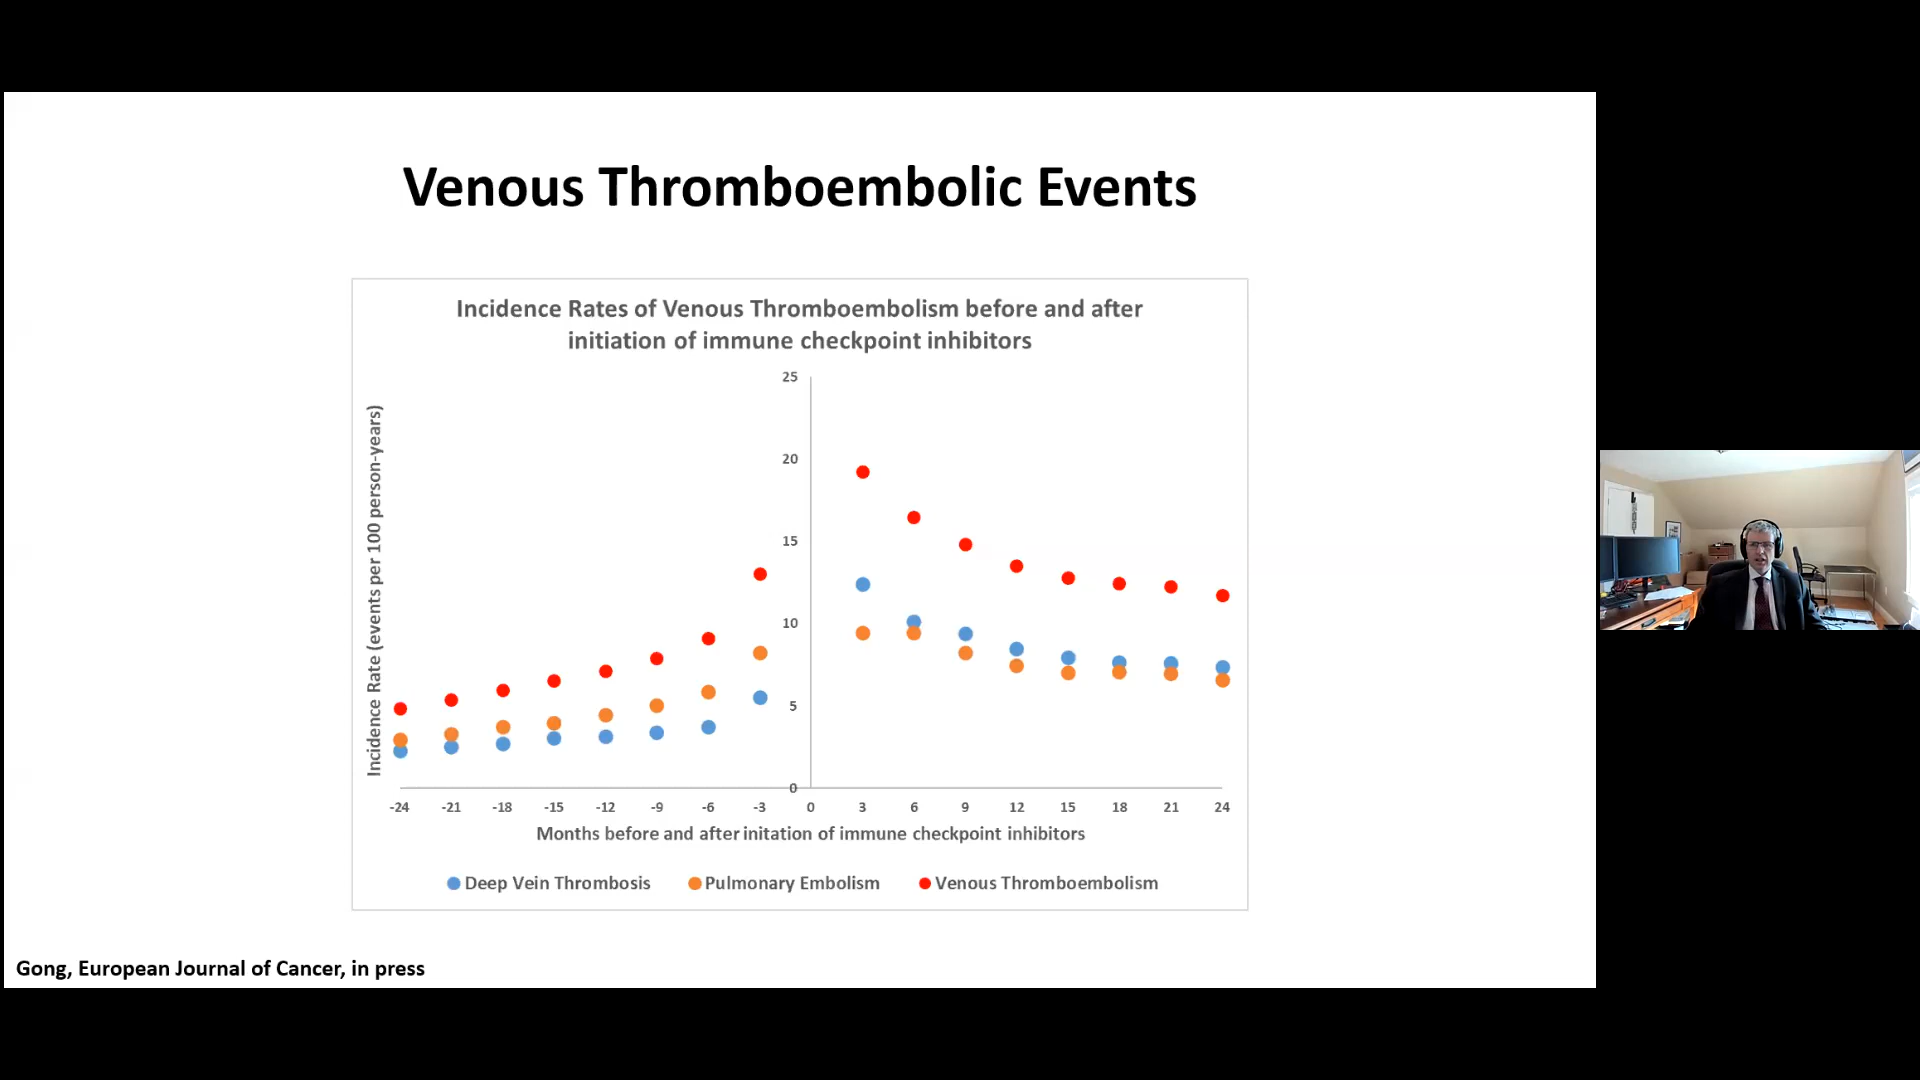 Venous Thromboembolic Events
Incidence Rates of Venous Thromboembolism before and after
initiation of immune checkpoint inhibitors
Incidence Rate (events per 100 person-years)
25
20
15
10
5
0
-24 -21 -18 -15 -12 -9 -6 -3 0 3 6 9 12 15 18 21 24
Months before and after initation of immune checkpoint inhibitors
Deep Vein Thrombosis Pulmonary Embolism Venous Thromboembolism
Gong, European Journal of Cancer, in press